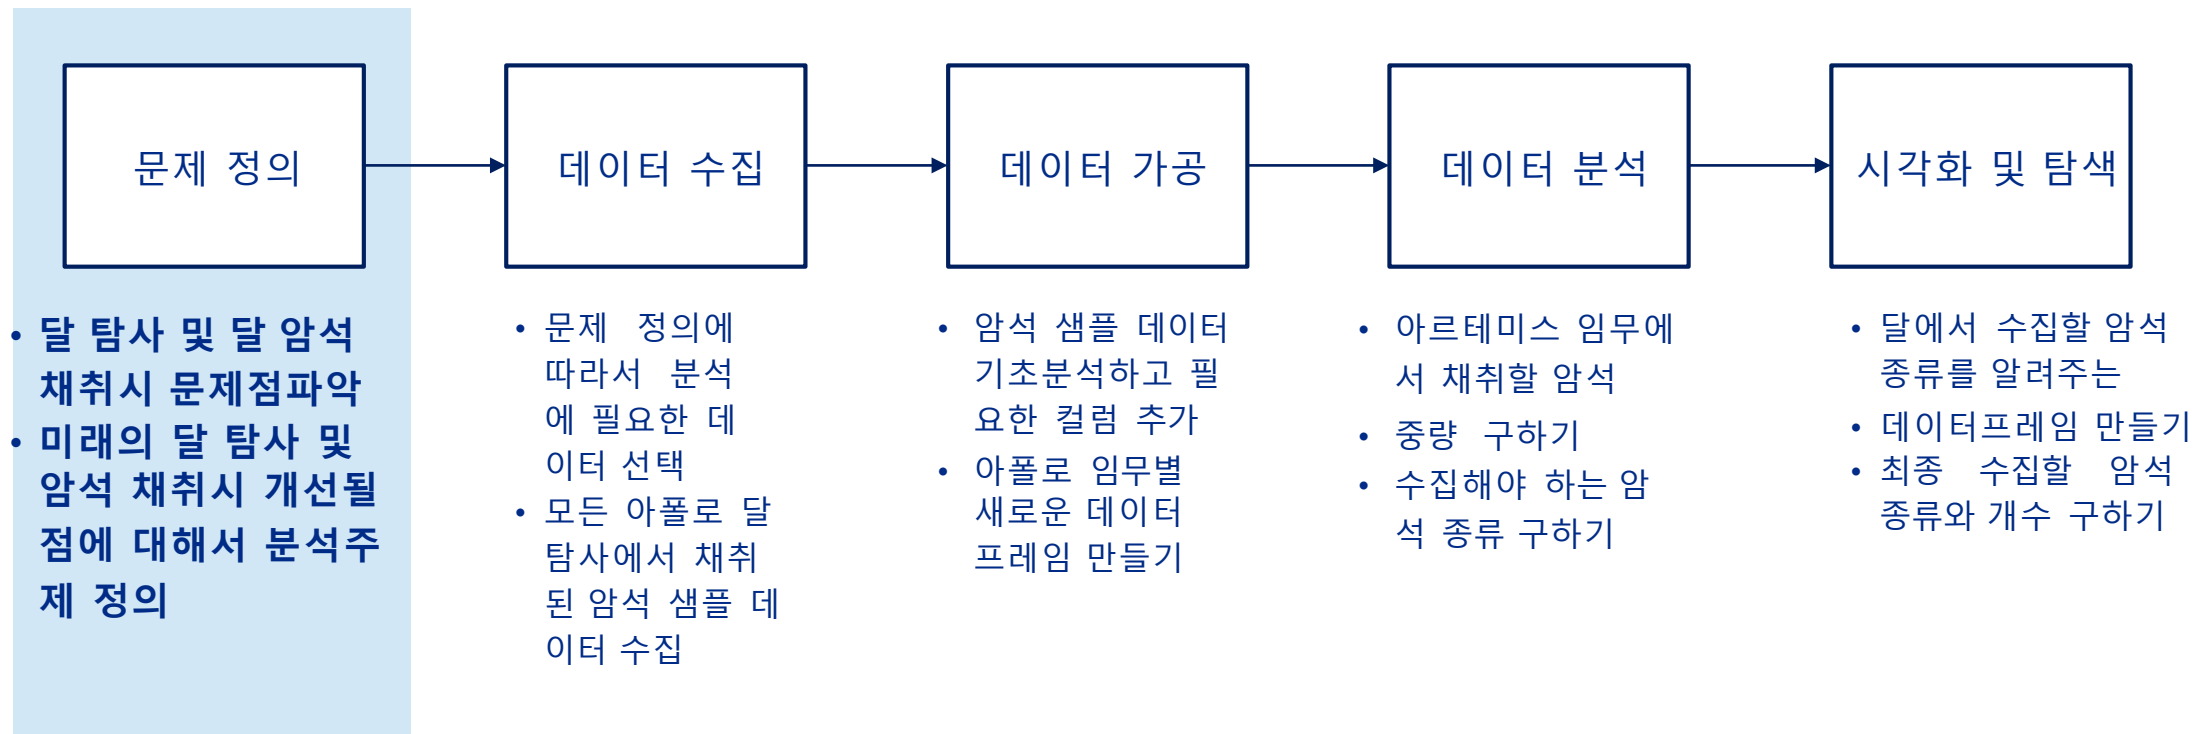 문제 정의
데이터 수집
데이터 가공
데이터 분석
시각화 및 탐색
• 달 탐사 및 달 암석
채취시 문제점파악
• 미래의 달 탐사 및
암석 채취시 개선될
점에 대해서 분석주
제 정의
• 문제 정의에
따라서 분석
에 필요한 데
이터 선택
• 모든 아폴로 달
탐사에서 채취
된 암석 샘플 데
이터 수집
• 암석 샘플 데이터
기초분석하고 필
요한 컬럼 추가
• 아폴로 임무별
새로운 데이터
프레임 만들기
• 아르테미스 임무에
서 채취할 암석
• 중량 구하기
• 수집해야 하는 암
석 종류 구하기
• 달에서 수집할 암석
종류를 알려주는
• 데이터프레임 만들기
• 최종 수집할 암석
종류와 개수 구하기